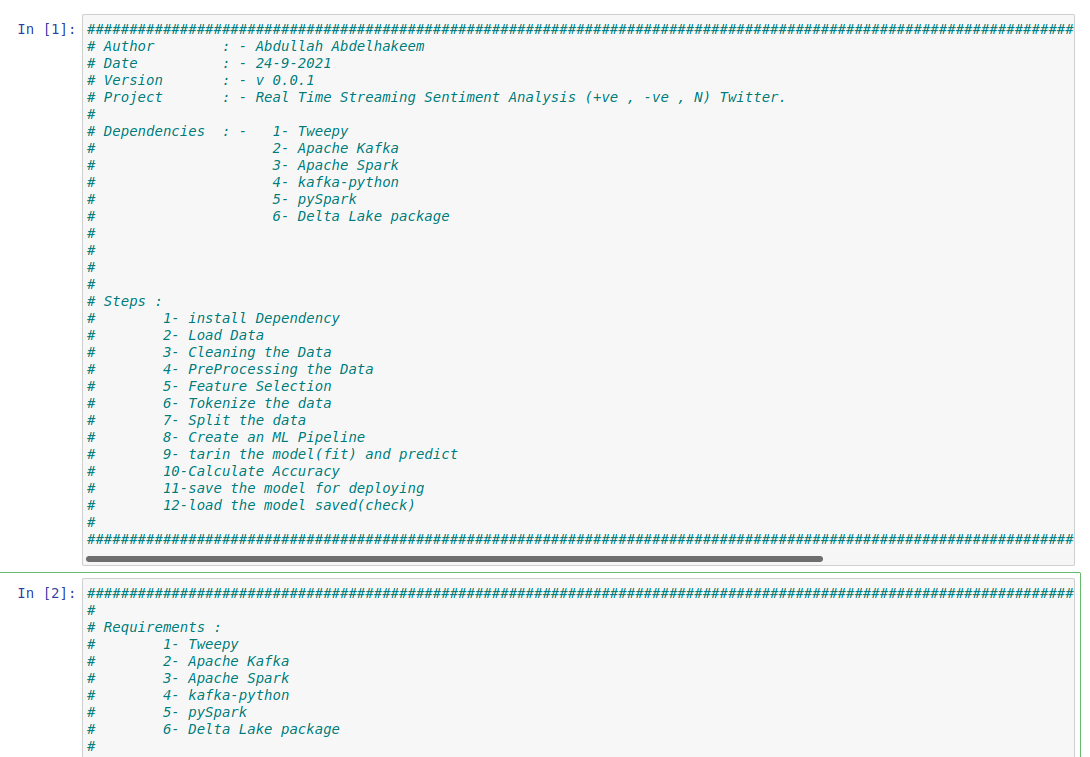 In [1]: #####################################################################################################################
# Author        : - Abdullah Abdelhakeem
# Date          : - 24-9-2021
# Version       : - v 0.0.1
# Project       : - Real Time Streaming Sentiment Analysis (+ve , -ve , N) Twitter.
#
# Dependencies  : -   1- Tweepy
#                     2- Apache Kafka
#                     3- Apache Spark
#                     4- kafka-python
#                     5- pySpark
#                     6- Delta Lake package
#
#
#
#
# Steps :
#        1- install Dependency
#        2- Load Data
#        3- Cleaning the Data
#        4- PreProcessing the Data
#        5- Feature Selection
#        6- Tokenize the data
#        7- Split the data
#        8- Create an ML Pipeline
#        9- tarin the model(fit) and predict
#        10-Calculate Accuracy
#        11-save the model for deploying
#        12-load the model saved(check)
#
#####################################################################################################################
In [2]: #####################################################################################################################
#
# Requirements :
#        1- Tweepy
#        2- Apache Kafka
#        3- Apache Spark
#        4- kafka-python
#        5- pySpark
#        6- Delta Lake package
#